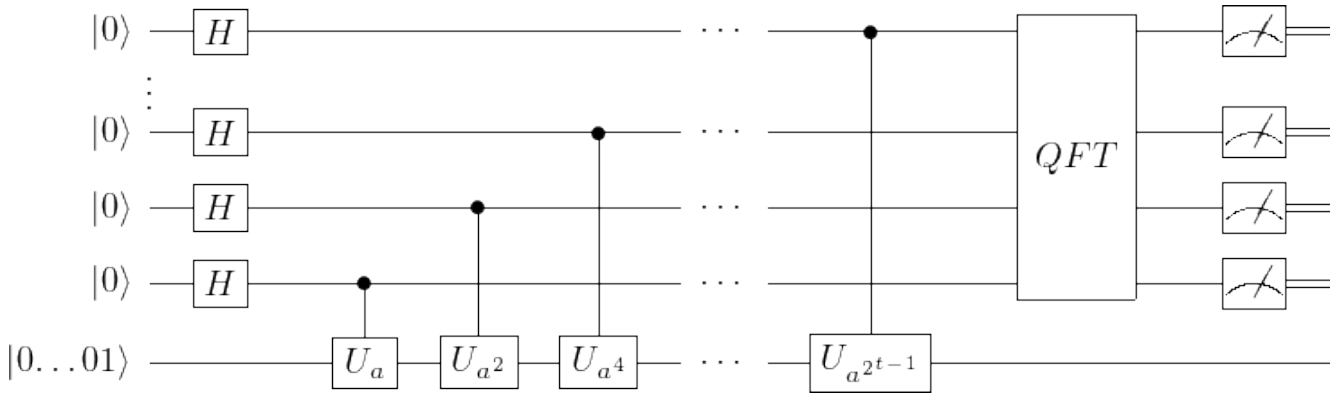 |0⟩ H ···
⋮
|0⟩ H ···
QFT
|0⟩ H ···
|0⟩ H ···
|0...01⟩ U_a U_{a^2} U_{a^4} ··· U_{a^{2^{t-1}}}